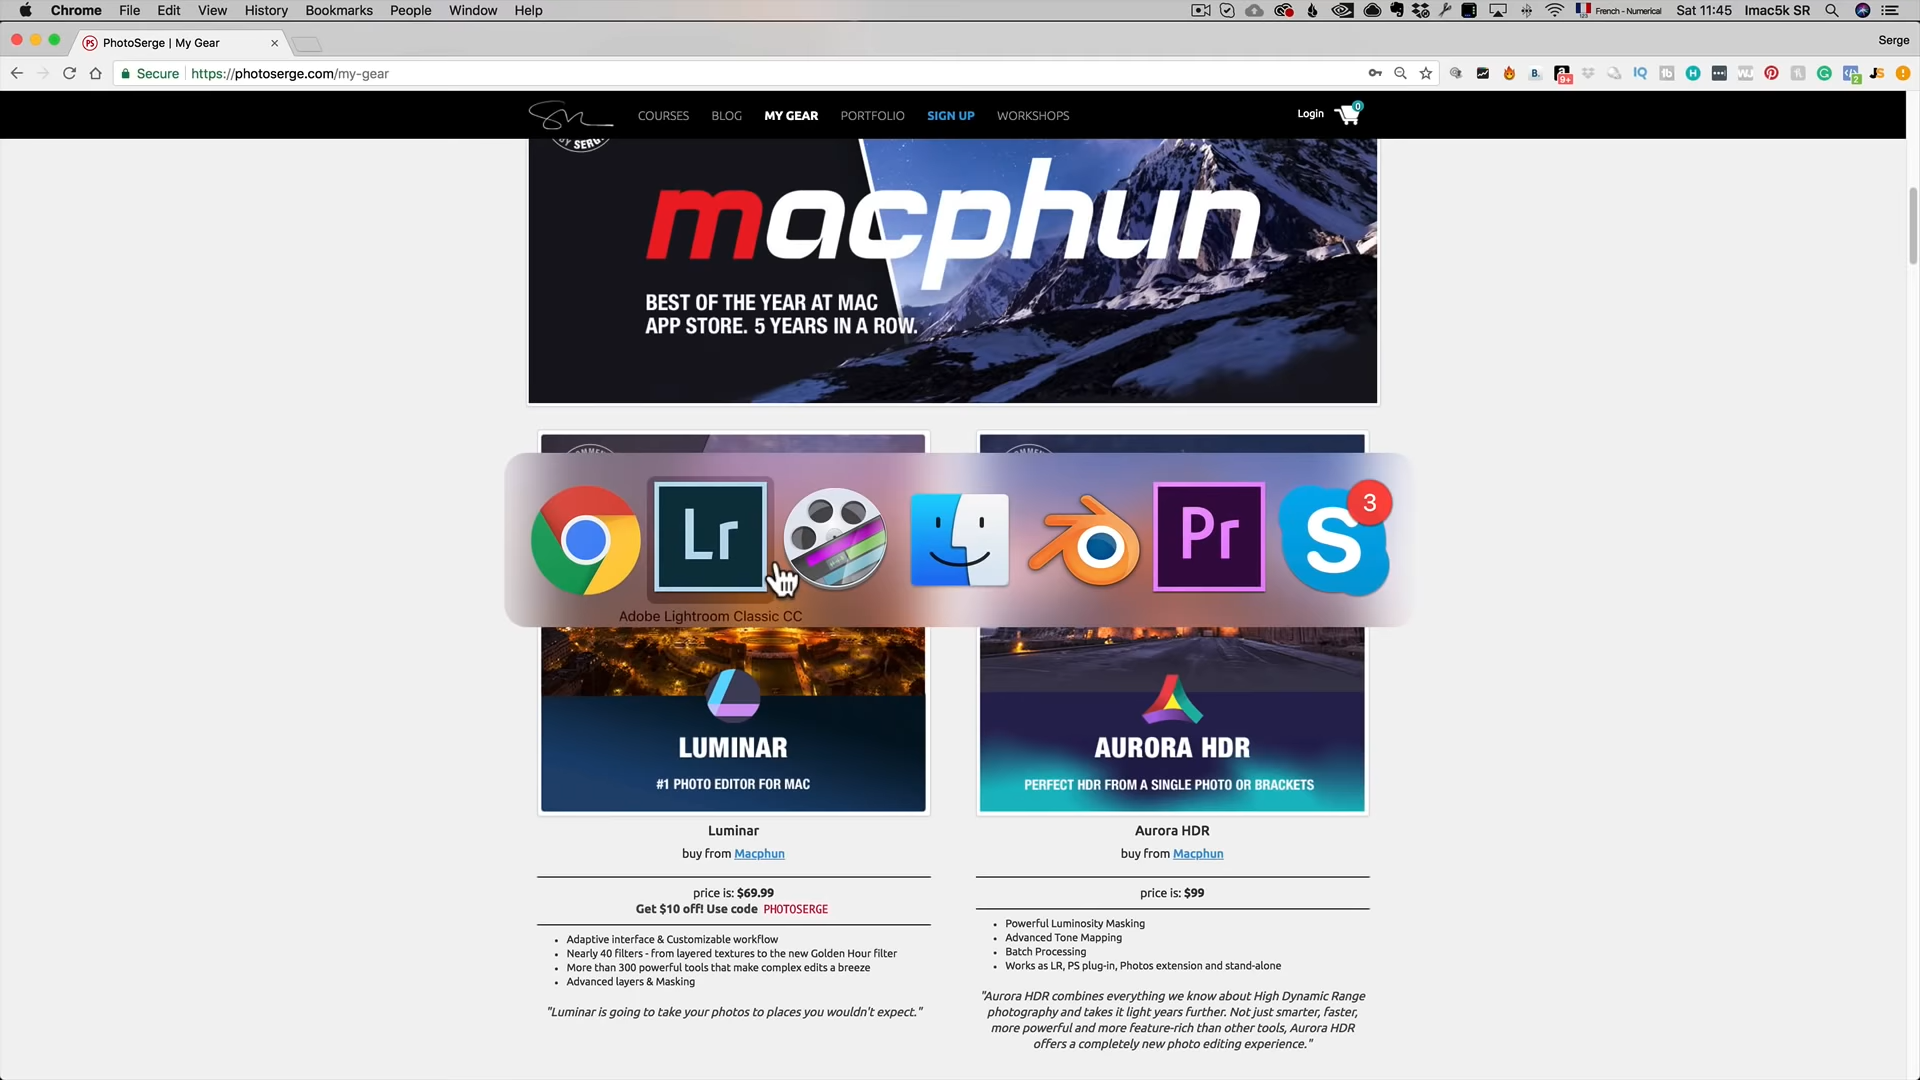 Chrome File Edit View History Bookmarks People Window Help
French - Numerical Sat 11:45 Imac5k SR
PhotoSerge | My Gear
Serge
Secure https://photoserge.com/my-gear
COURSES BLOG MY GEAR PORTFOLIO SIGN UP WORKSHOPS
Login 0
BY SERGE
macphun
BEST OF THE YEAR AT MAC
APP STORE. 5 YEARS IN A ROW.
Lr Pr S 3
Adobe Lightroom Classic CC
LUMINAR
#1 PHOTO EDITOR FOR MAC
AURORA HDR
PERFECT HDR FROM A SINGLE PHOTO OR BRACKETS
Luminar
buy from Macphun
price is: $69.99
Get $10 off! Use code PHOTOSERGE
Adaptive interface & Customizable workflow
Nearly 40 filters - from layered textures to the new Golden Hour filter
More than 300 powerful tools that make complex edits a breeze
Advanced layers & Masking
"Luminar is going to take your photos to places you wouldn't expect."
Aurora HDR
buy from Macphun
price is: $99
Powerful Luminosity Masking
Advanced Tone Mapping
Batch Processing
Works as LR, PS plug-in, Photos extension and stand-alone
"Aurora HDR combines everything we know about High Dynamic Range
photography and takes it light years further. Not just smarter, faster,
more powerful and more feature-rich than other tools, Aurora HDR
offers a completely new photo editing experience."